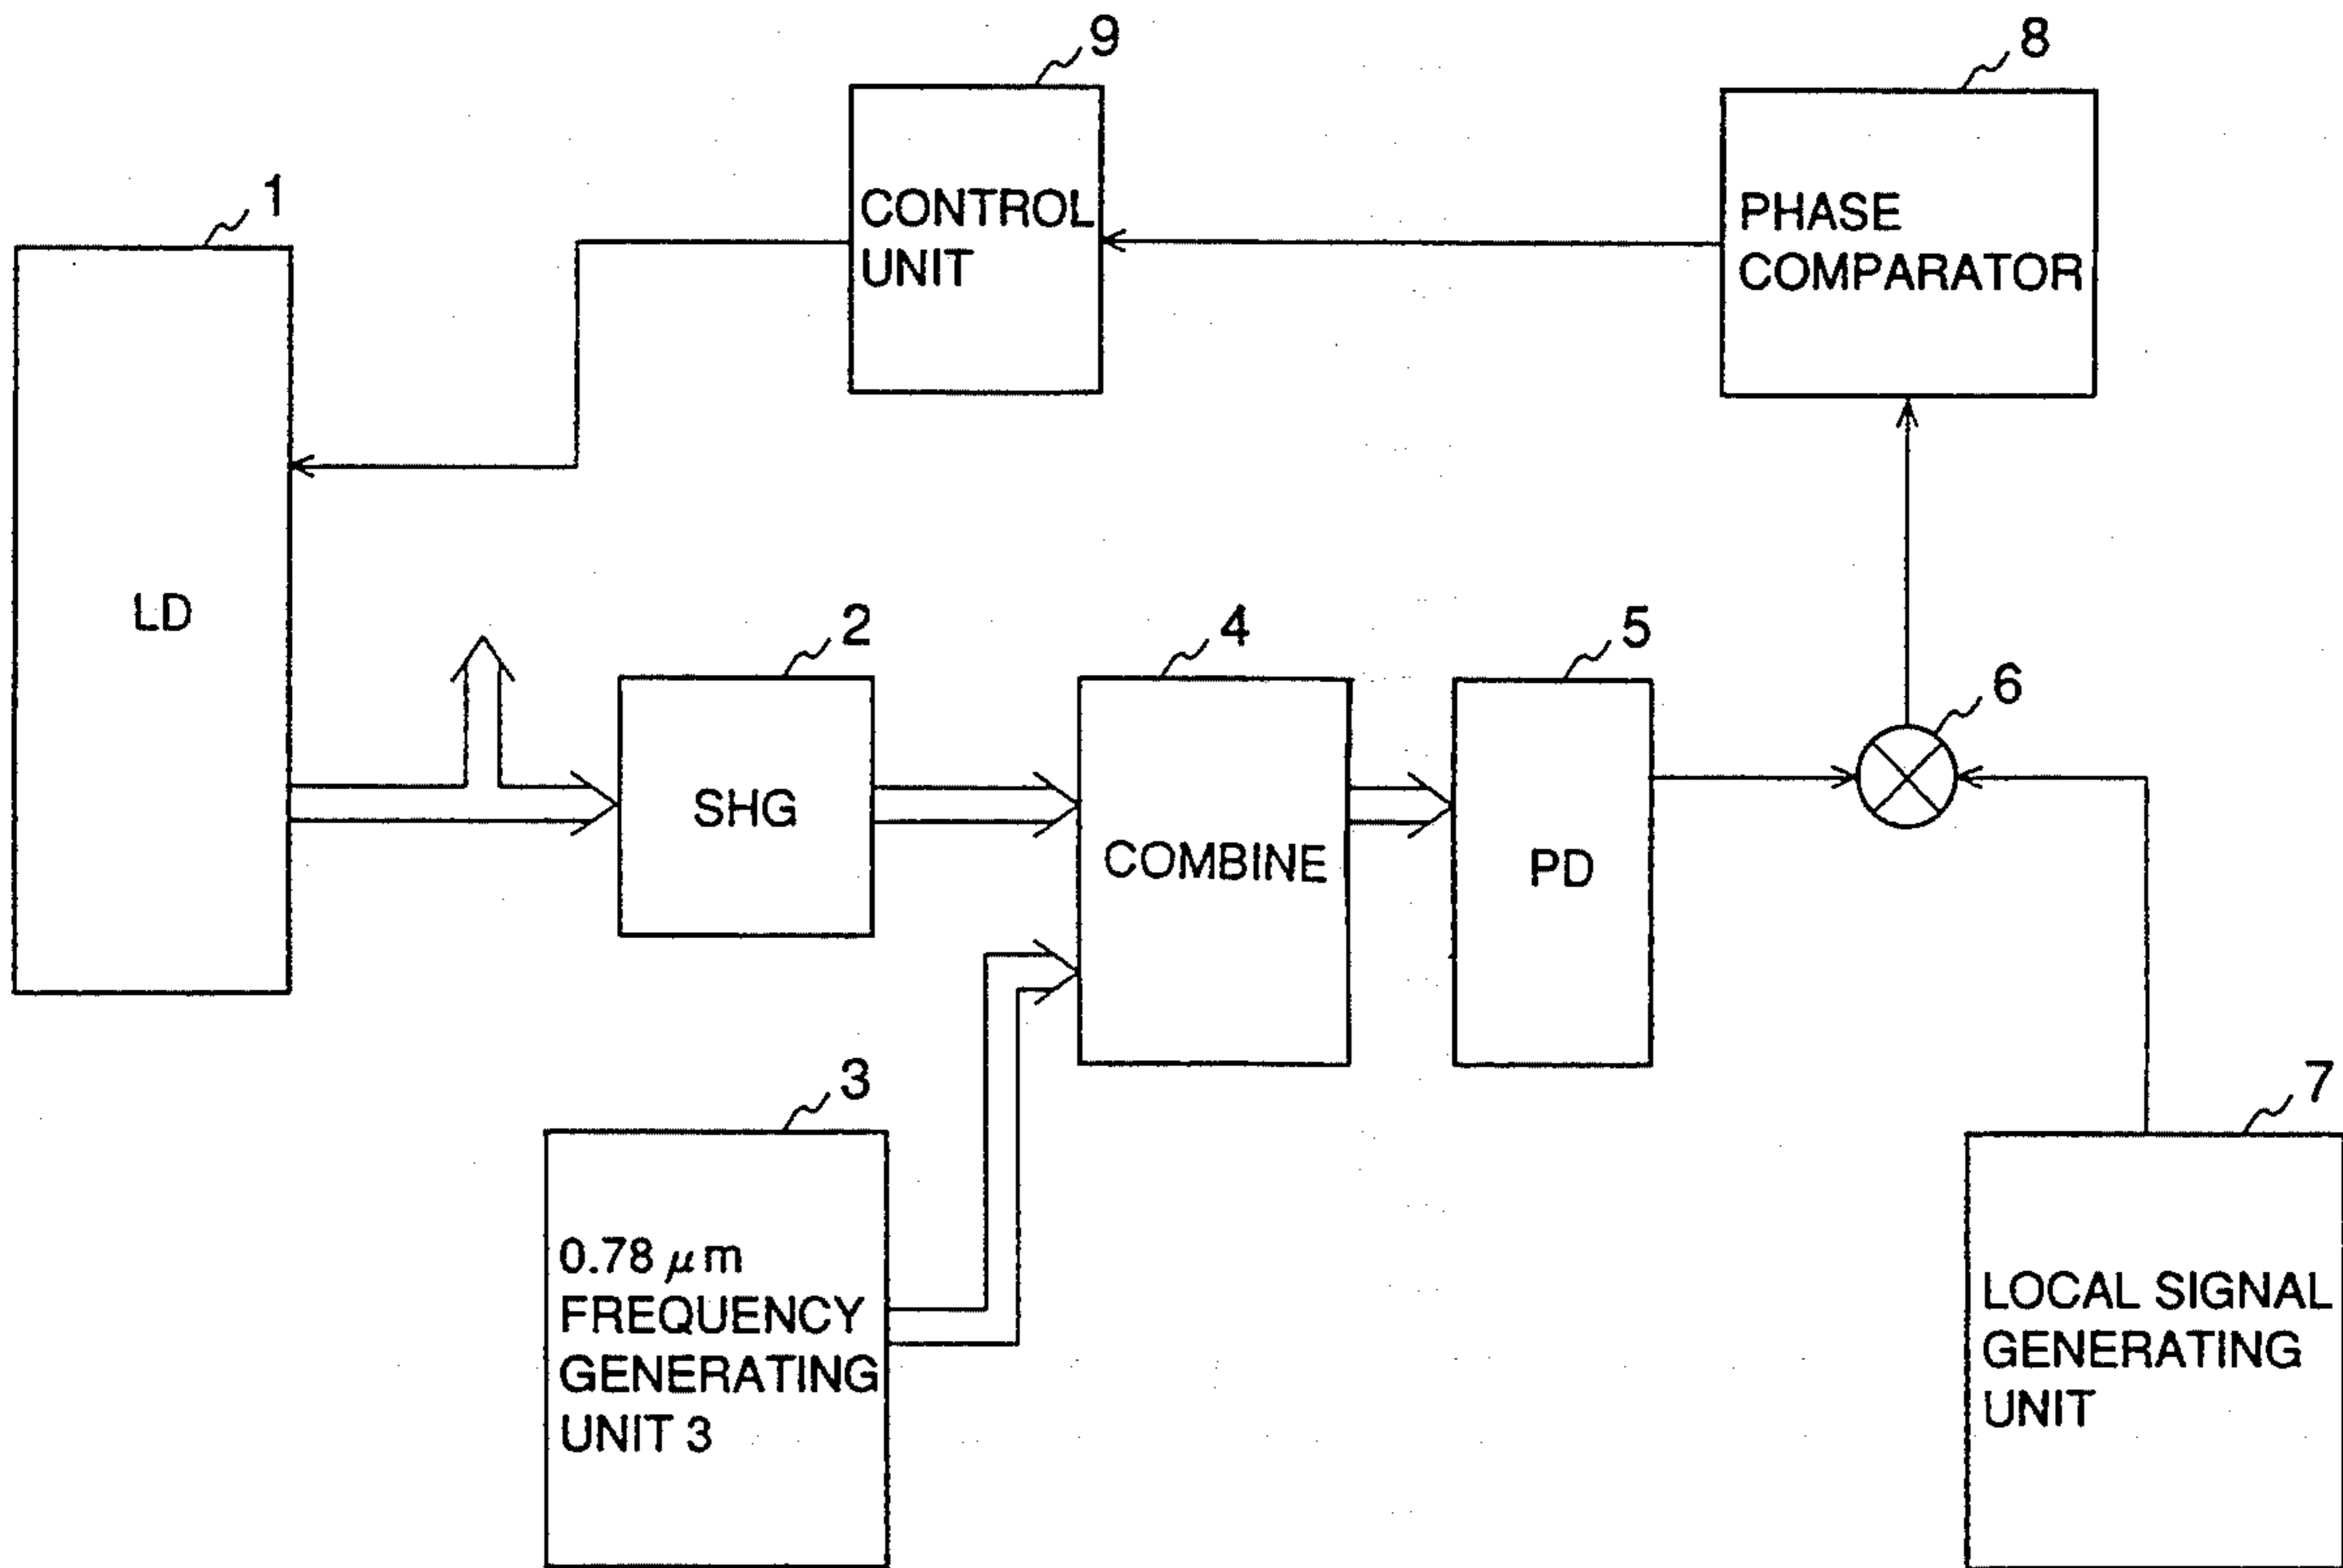 9
CONTROL
UNIT
8
PHASE
COMPARATOR
1
LD
2
SHG
4
COMBINE
5
PD
6
3
0.78 μm
FREQUENCY
GENERATING
UNIT 3
7
LOCAL SIGNAL
GENERATING
UNIT